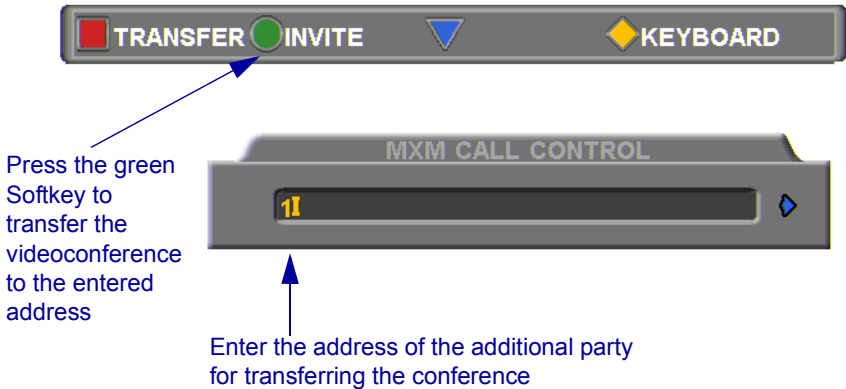 TRANSFER INVITE KEYBOARD
MXM CALL CONTROL
1
Press the green
Softkey to
transfer the
videoconference
to the entered
address
Enter the address of the additional party
for transferring the conference